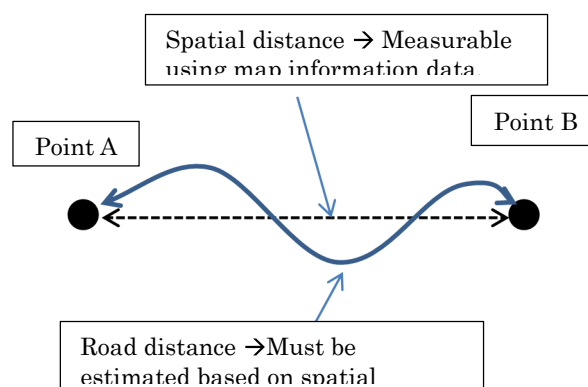 Spatial distance → Measurable
using map information data.
Point B
Point A
Road distance →Must be
estimated based on spatial